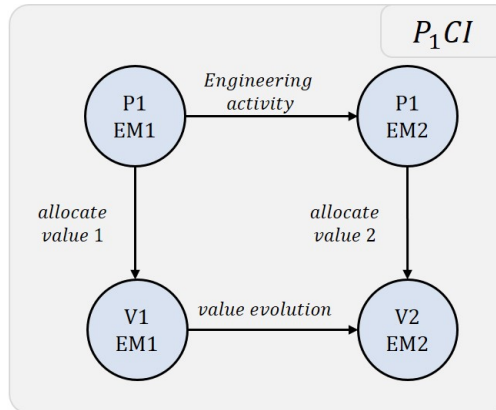 P₁CI
Engineering
activity
P1
EM1
P1
EM2
allocate
value 1
allocate
value 2
value evolution
V1
EM1
V2
EM2